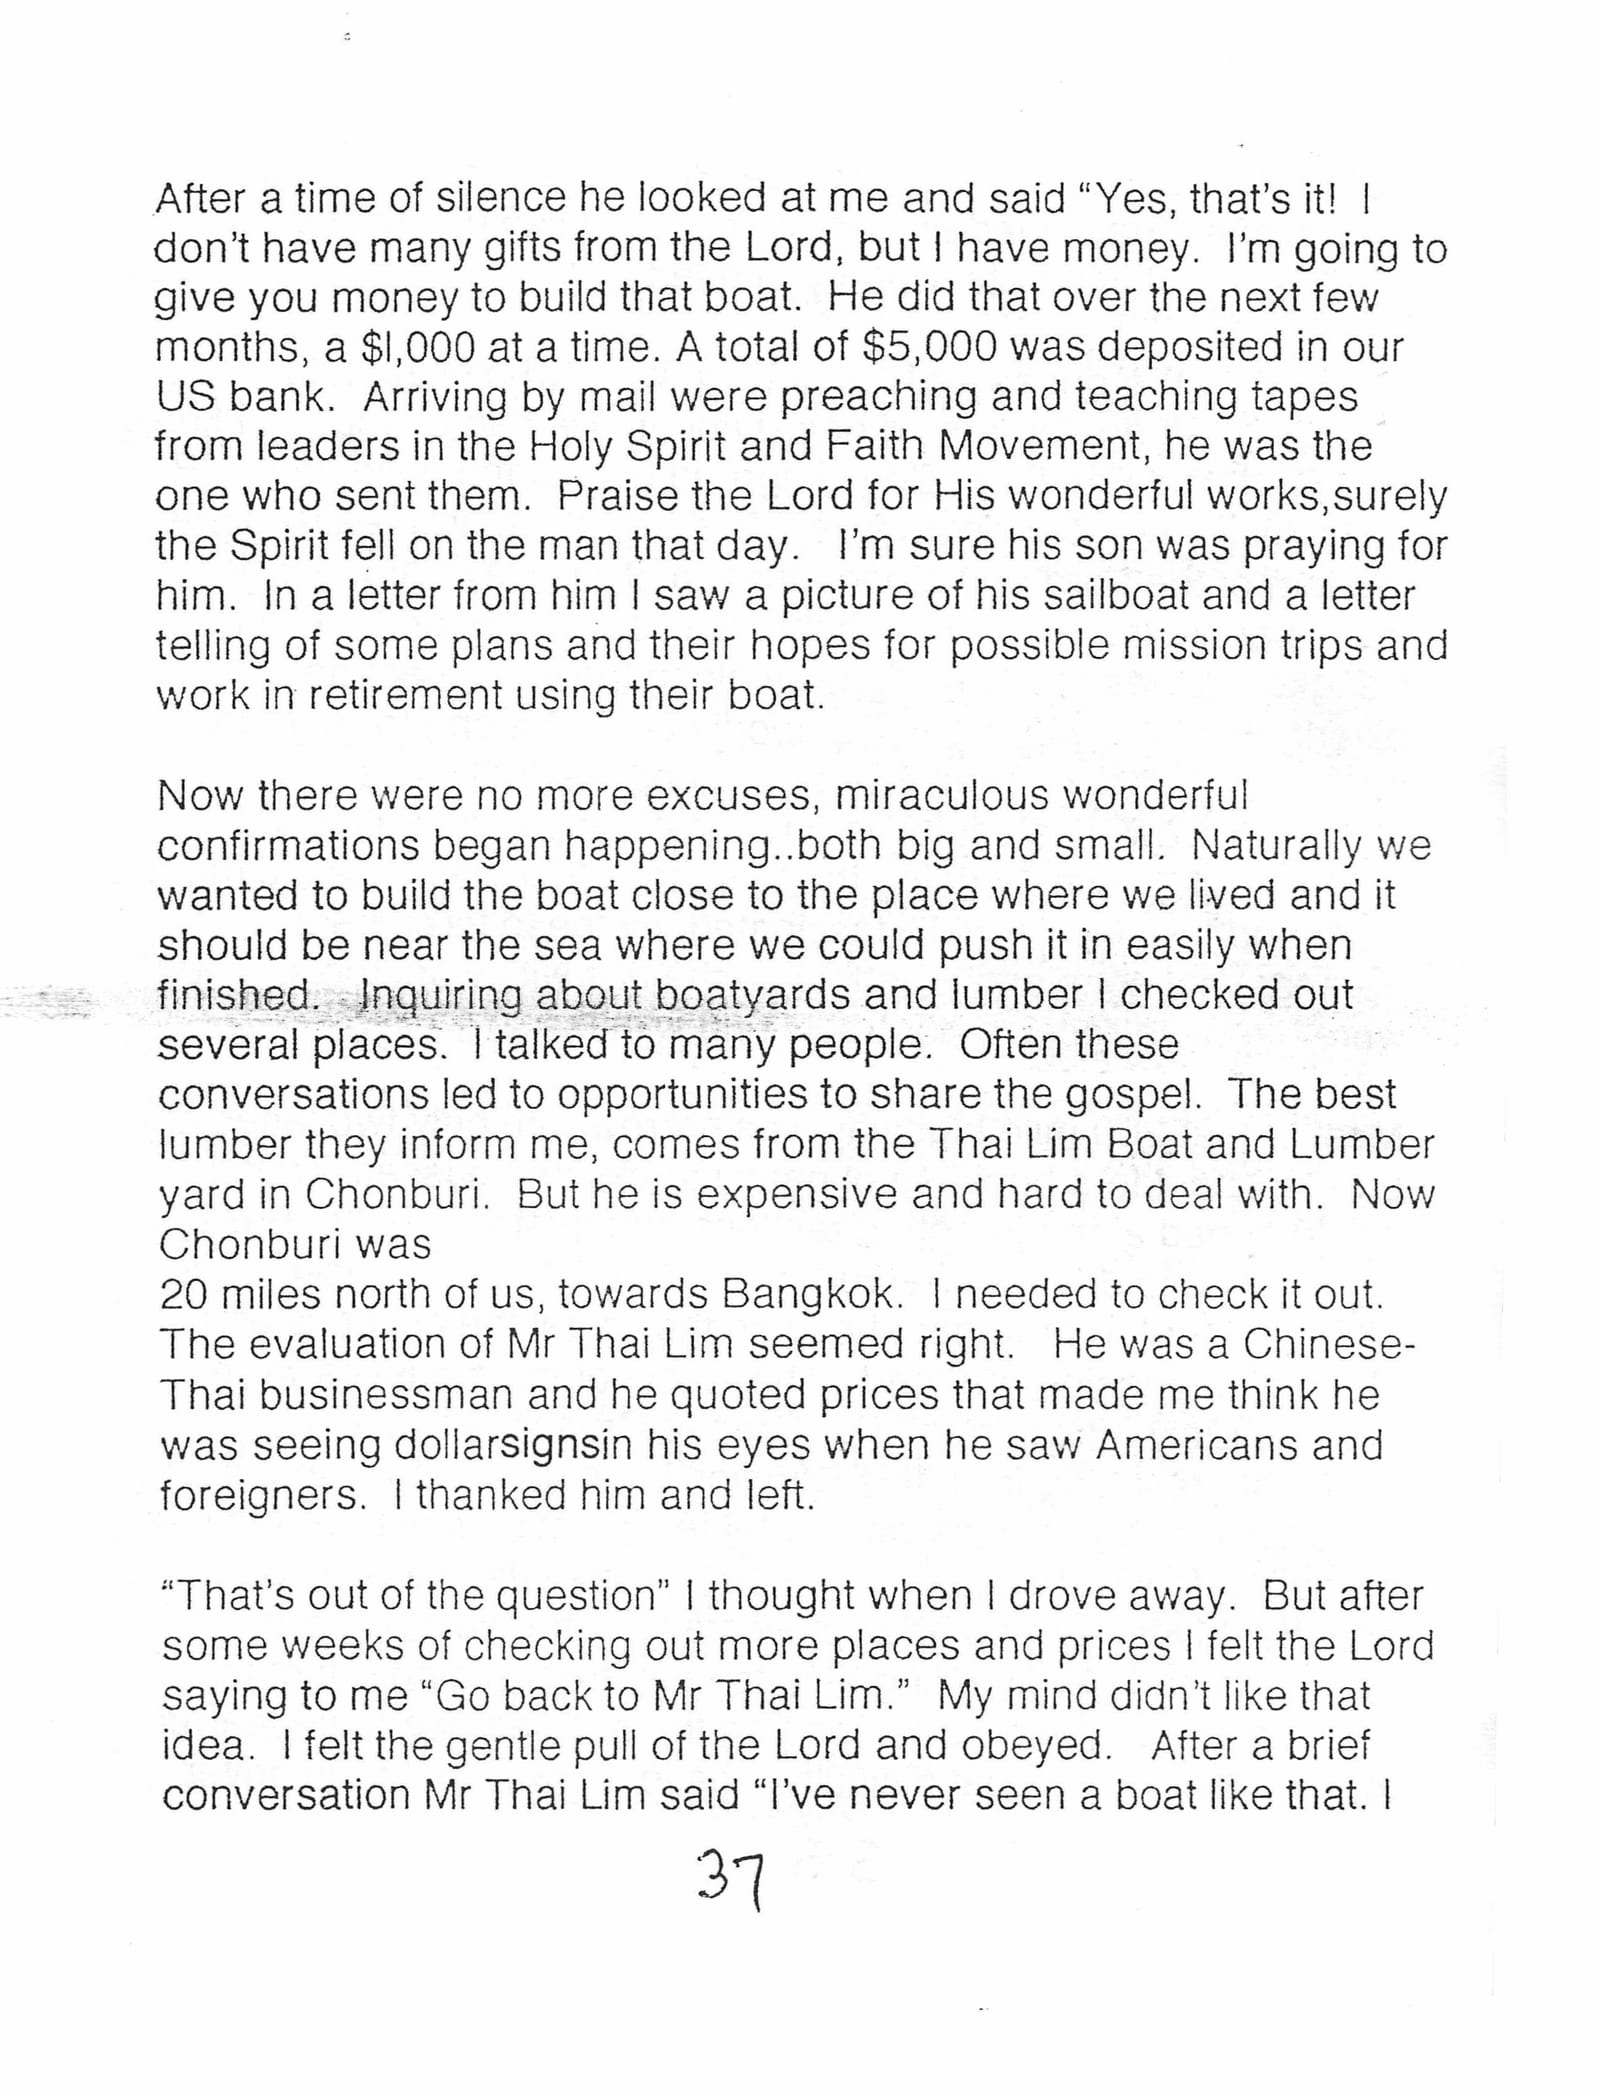 After a time of silence he looked at me and said “Yes, that’s it!  I
don’t have many gifts from the Lord, but I have money.  I’m going to
give you money to build that boat.  He did that over the next few
months, a $1,000 at a time. A total of $5,000 was deposited in our
US bank.  Arriving by mail were preaching and teaching tapes
from leaders in the Holy Spirit and Faith Movement, he was the
one who sent them.  Praise the Lord for His wonderful works,surely
the Spirit fell on the man that day.   I’m sure his son was praying for
him.  In a letter from him I saw a picture of his sailboat and a letter
telling of some plans and their hopes for possible mission trips and
work in retirement using their boat.

Now there were no more excuses, miraculous wonderful
confirmations began happening..both big and small.  Naturally we
wanted to build the boat close to the place where we lived and it
should be near the sea where we could push it in easily when
finished.   Inquiring about boatyards and lumber I checked out
several places.  I talked to many people.  Often these
conversations led to opportunities to share the gospel.  The best
lumber they inform me, comes from the Thai Lim Boat and Lumber
yard in Chonburi.  But he is expensive and hard to deal with.  Now
Chonburi was
20 miles north of us, towards Bangkok.  I needed to check it out.
The evaluation of Mr Thai Lim seemed right.   He was a Chinese-
Thai businessman and he quoted prices that made me think he
was seeing dollarsignsin his eyes when he saw Americans and
foreigners.  I thanked him and left.

“That’s out of the question” I thought when I drove away.  But after
some weeks of checking out more places and prices I felt the Lord
saying to me “Go back to Mr Thai Lim.”  My mind didn’t like that
idea.  I felt the gentle pull of the Lord and obeyed.   After a brief
conversation Mr Thai Lim said “I’ve never seen a boat like that. I
37